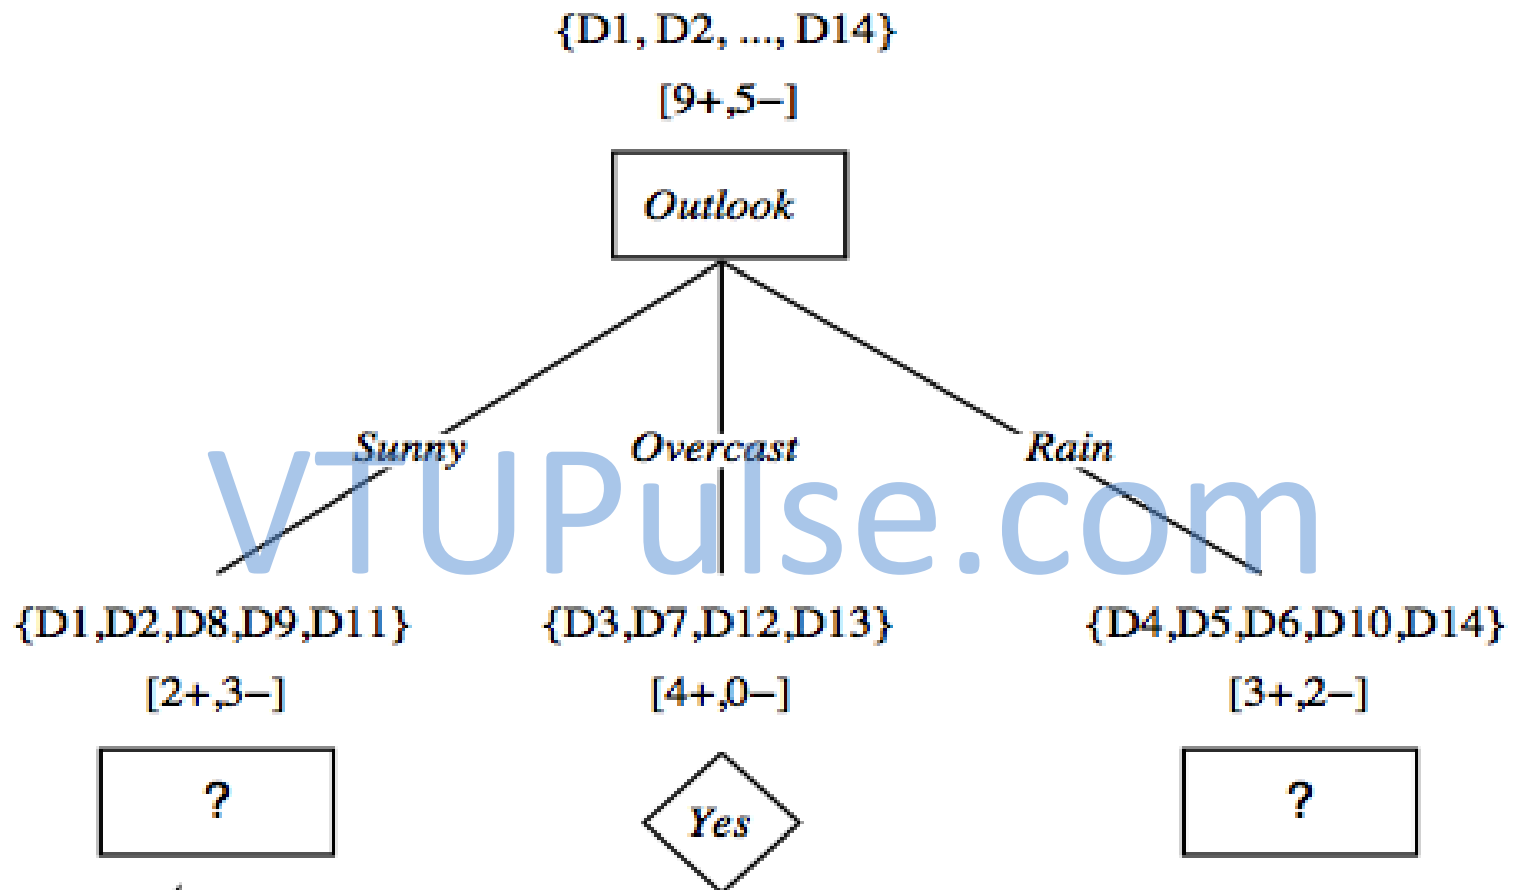 {D1, D2, ..., D14}
[9+,5−]
Outlook
Sunny Overcast Rain
VTUPulse.com
{D1,D2,D8,D9,D11} {D3,D7,D12,D13} {D4,D5,D6,D10,D14}
[2+,3−] [4+,0−] [3+,2−]
? Yes ?